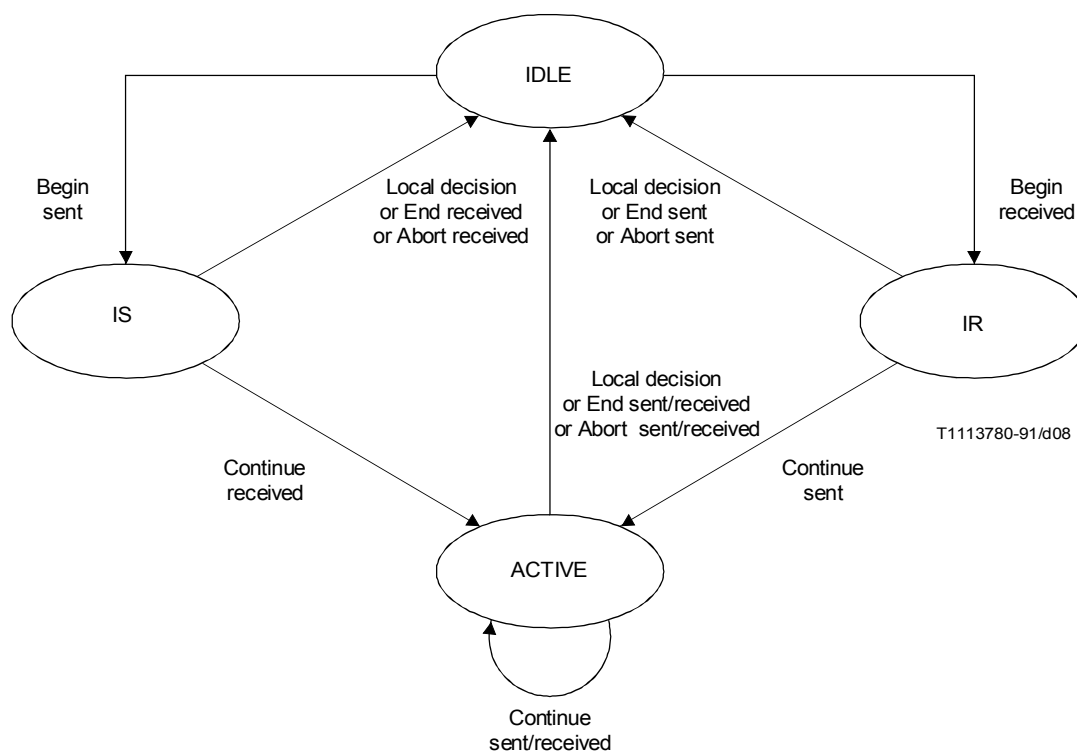 IDLE
Begin
sent
Local decision
or End received
or Abort received
Local decision
or End sent
or Abort sent
Begin
received
IS
IR
Local decision
or End sent/received
or Abort sent/received
T1113780-91/d08
Continue
received
Continue
sent
ACTIVE
Continue
sent/received